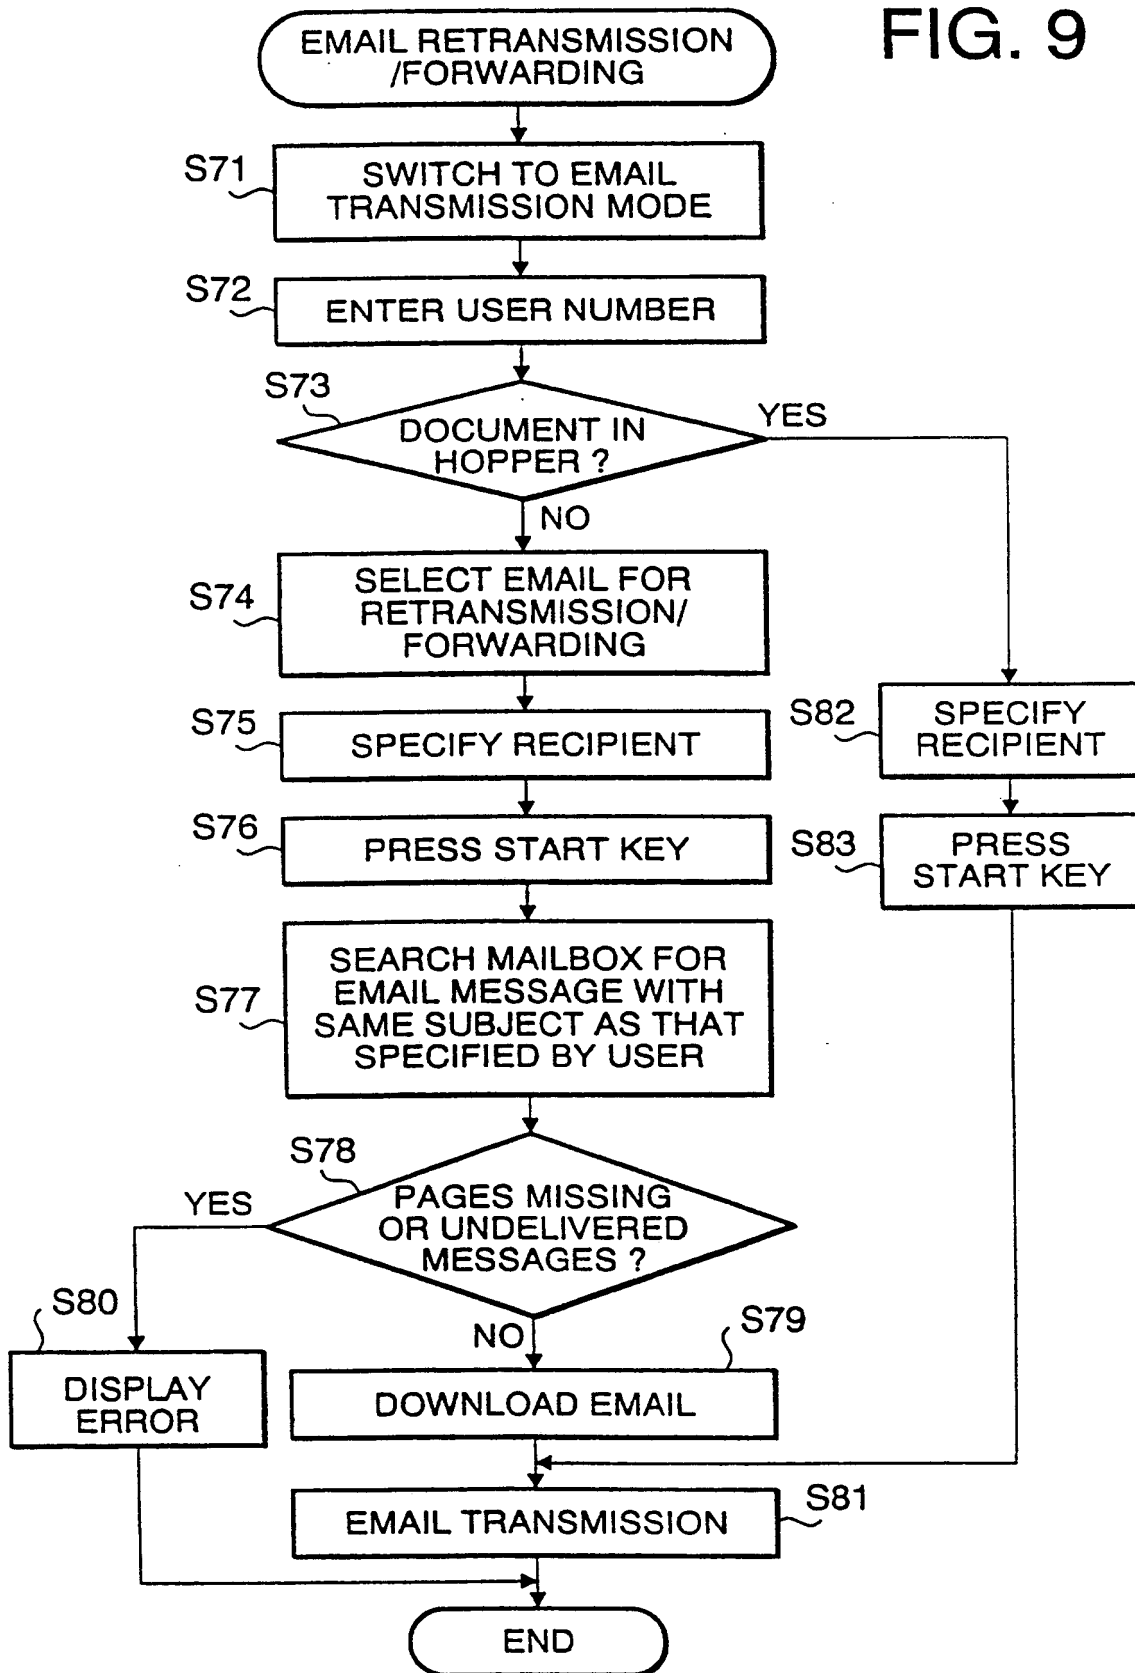 FIG. 9
EMAIL RETRANSMISSION
/FORWARDING
S71
SWITCH TO EMAIL
TRANSMISSION MODE
S72
ENTER USER NUMBER
S73
DOCUMENT IN
HOPPER ?
YES
NO
S74
SELECT EMAIL FOR
RETRANSMISSION/
FORWARDING
S75
SPECIFY RECIPIENT
S82
SPECIFY
RECIPIENT
S76
PRESS START KEY
S83
PRESS
START KEY
S77
SEARCH MAILBOX FOR
EMAIL MESSAGE WITH
SAME SUBJECT AS THAT
SPECIFIED BY USER
S78
PAGES MISSING
OR UNDELIVERED
MESSAGES ?
YES
NO
S80
DISPLAY
ERROR
S79
DOWNLOAD EMAIL
EMAIL TRANSMISSION
S81
END